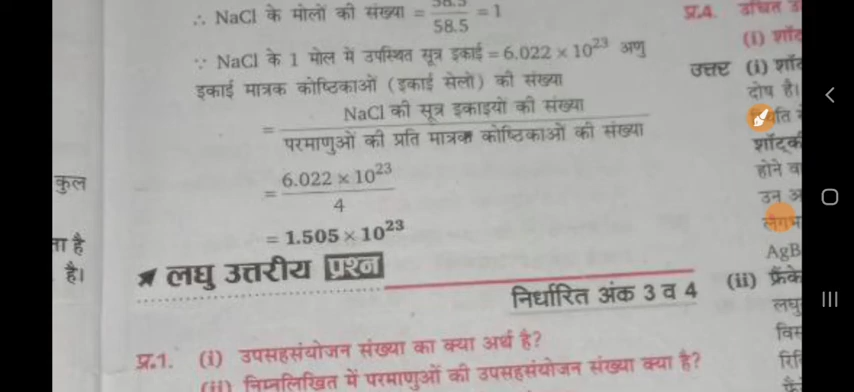 ∴ NaCl के मोलों की संख्या = 58.5/58.5 = 1
∵ NaCl के 1 मोल में उपस्थित सूत्र इकाई = 6.022 × 10²³ अणु
इकाई मात्रक कोष्ठिकाओं (इकाई सेलों) की संख्या
= NaCl की सूत्र इकाइयों की संख्या
परमाणुओं की प्रति मात्रक कोष्ठिकाओं की संख्या
= 6.022 × 10²³
4
= 1.505 × 10²³
लघु उत्तरीय प्रश्न
निर्धारित अंक 3 व 4
प्र.1. (i) उपसहसंयोजन संख्या का क्या अर्थ है?
(ii) निम्नलिखित में परमाणुओं की उपसहसंयोजन संख्या क्या है?
कुल
है।
प्र.4. उचित
(i)
उत्तर (i)
दोष है।
होने
उन
AgB
(ii)
लघु